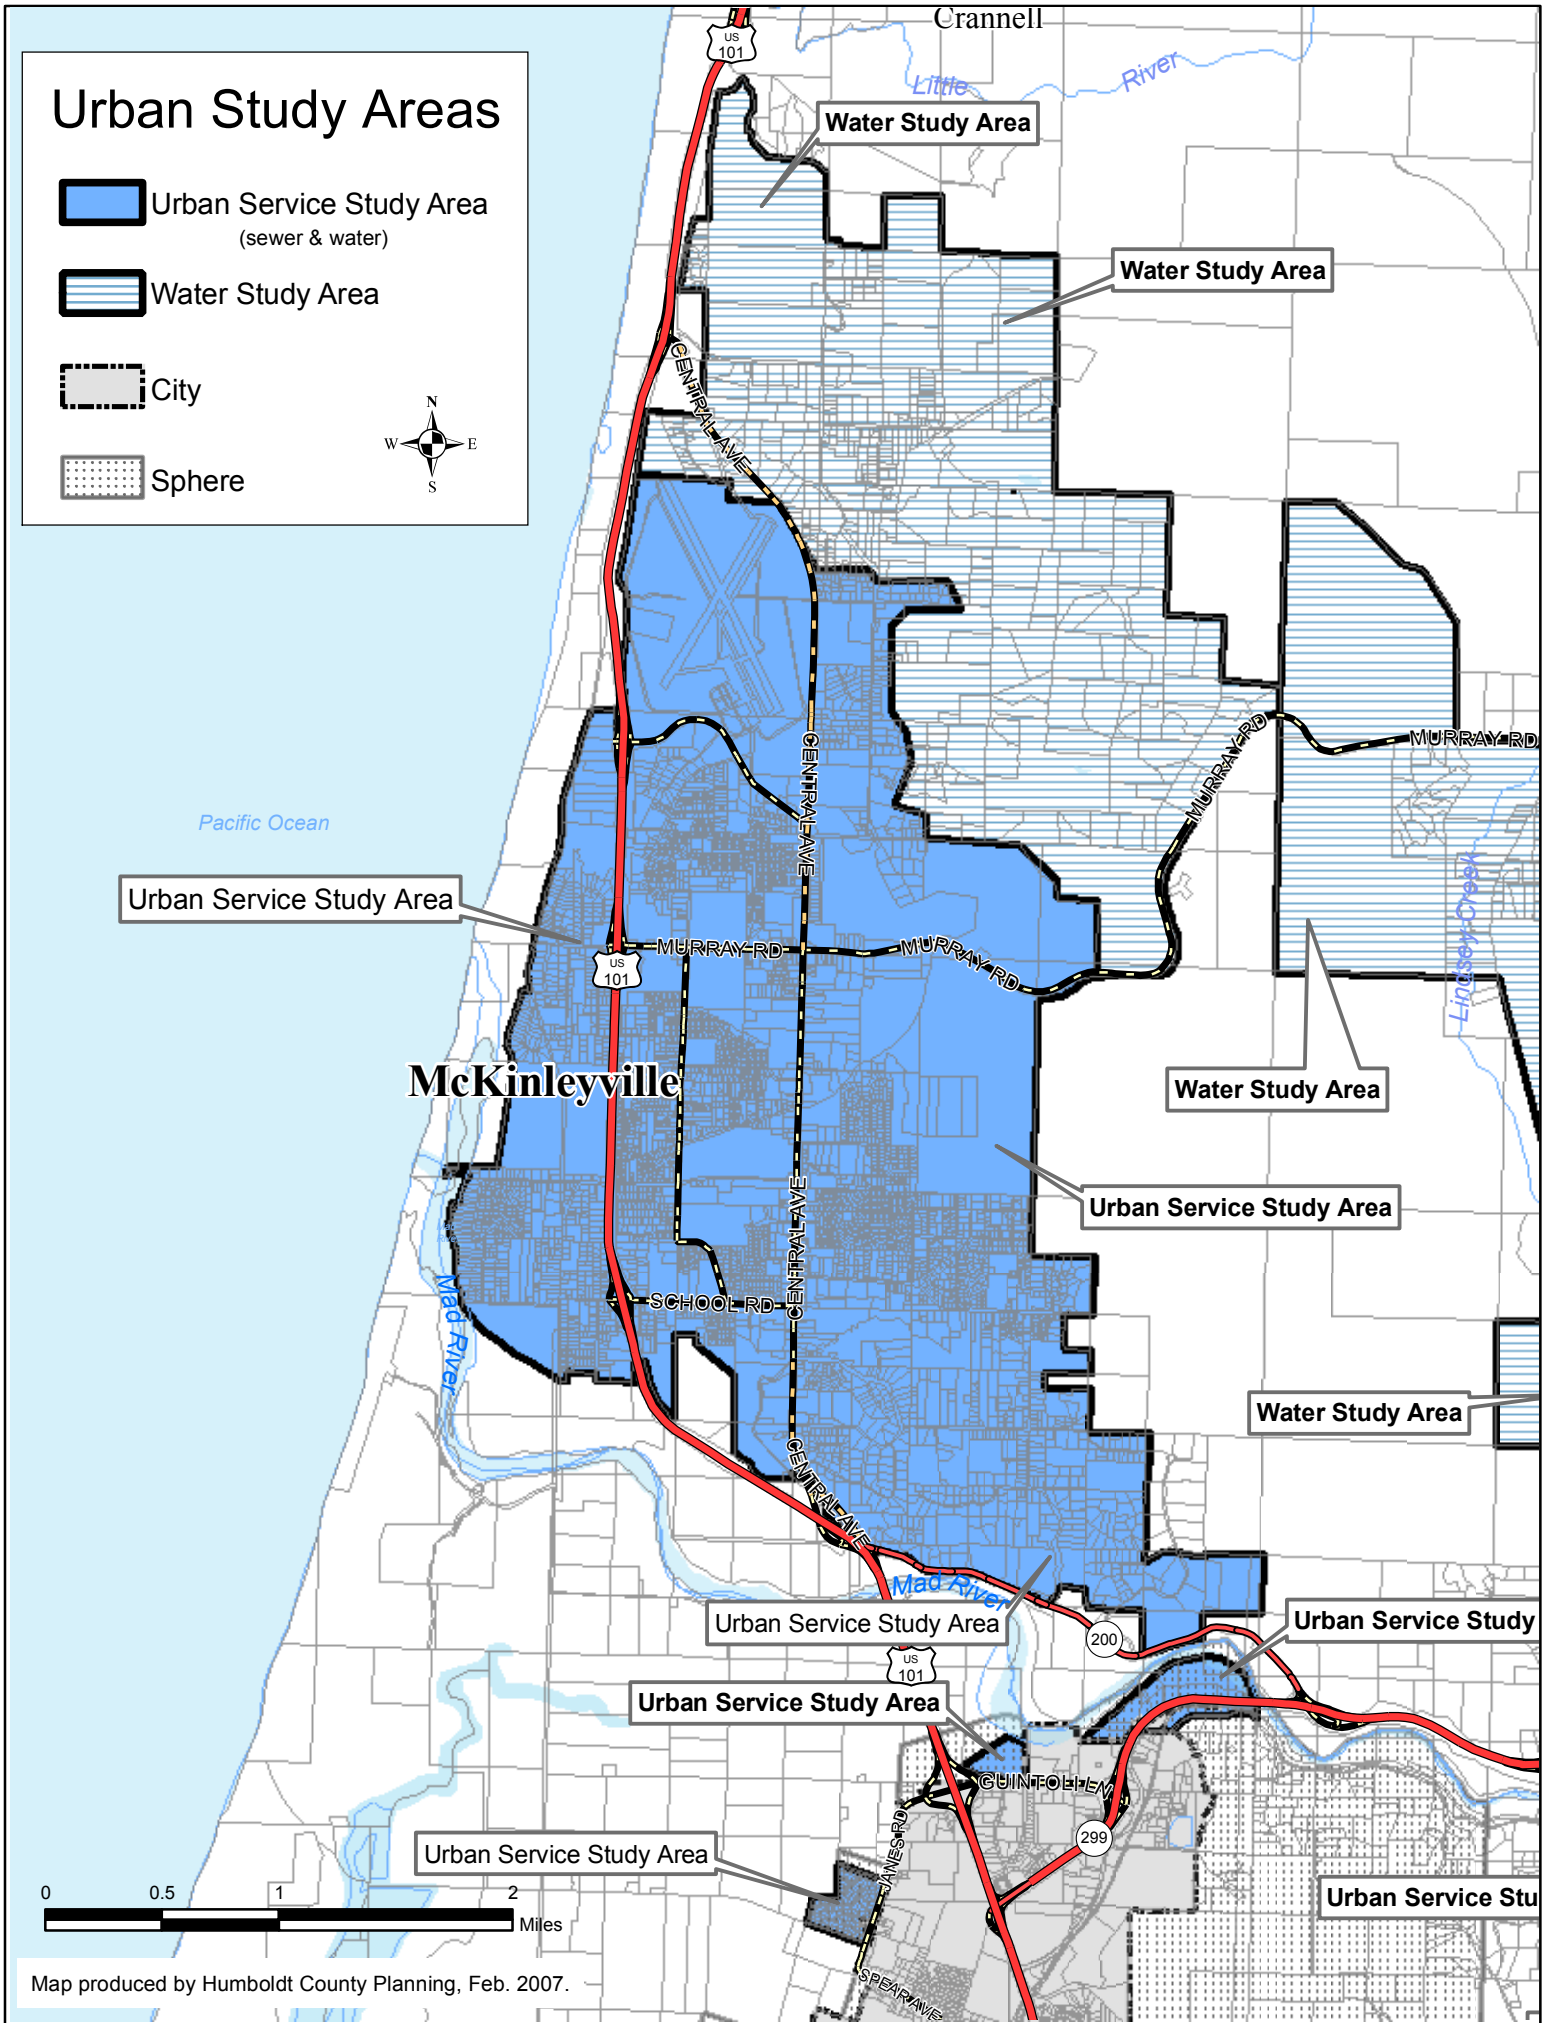 Crannell
US
101
Little
River
Urban Study Areas
Urban Service Study Area
(sewer & water)
Water Study Area
City
Sphere
N
W
E
S
Water Study Area
Water Study Area
CENTRAL AVE
CENTRAL AVE
MURRAY RD
MURRAY RD
Pacific Ocean
Urban Service Study Area
MURRAY RD
MURRAY RD
US
101
Lindsey Creek
McKinleyville
Water Study Area
CENTRAL AVE
Urban Service Study Area
Mad River
SCHOOL RD
Water Study Area
CENTRAL AVE
Mad River
Urban Service Study Area
Urban Service Study
200
US
101
Urban Service Study Area
GUINTOLI LN
299
JANES RD
Urban Service Study Area
Urban Service Stu
0
0.5
1
2
Miles
SPEAR AVE
Map produced by Humboldt County Planning, Feb. 2007.